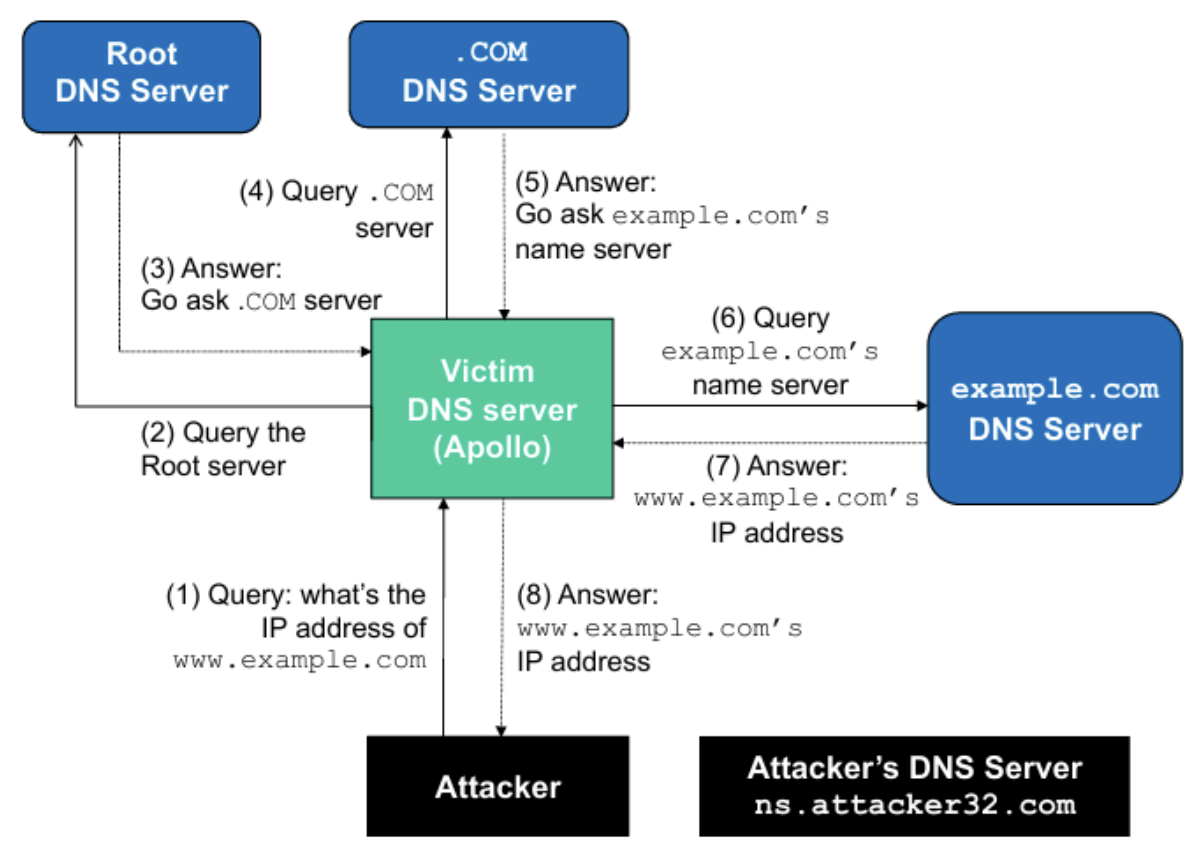 Root
DNS Server
.COM
DNS Server
(4) Query .COM
server
(5) Answer:
Go ask example.com's
name server
(3) Answer:
Go ask .COM server
Victim
DNS server
(Apollo)
(6) Query
example.com's
name server
example.com
DNS Server
(2) Query the
Root server
(7) Answer:
www.example.com's
IP address
(1) Query: what's the
IP address of
www.example.com
(8) Answer:
www.example.com's
IP address
Attacker
Attacker's DNS Server
ns.attacker32.com